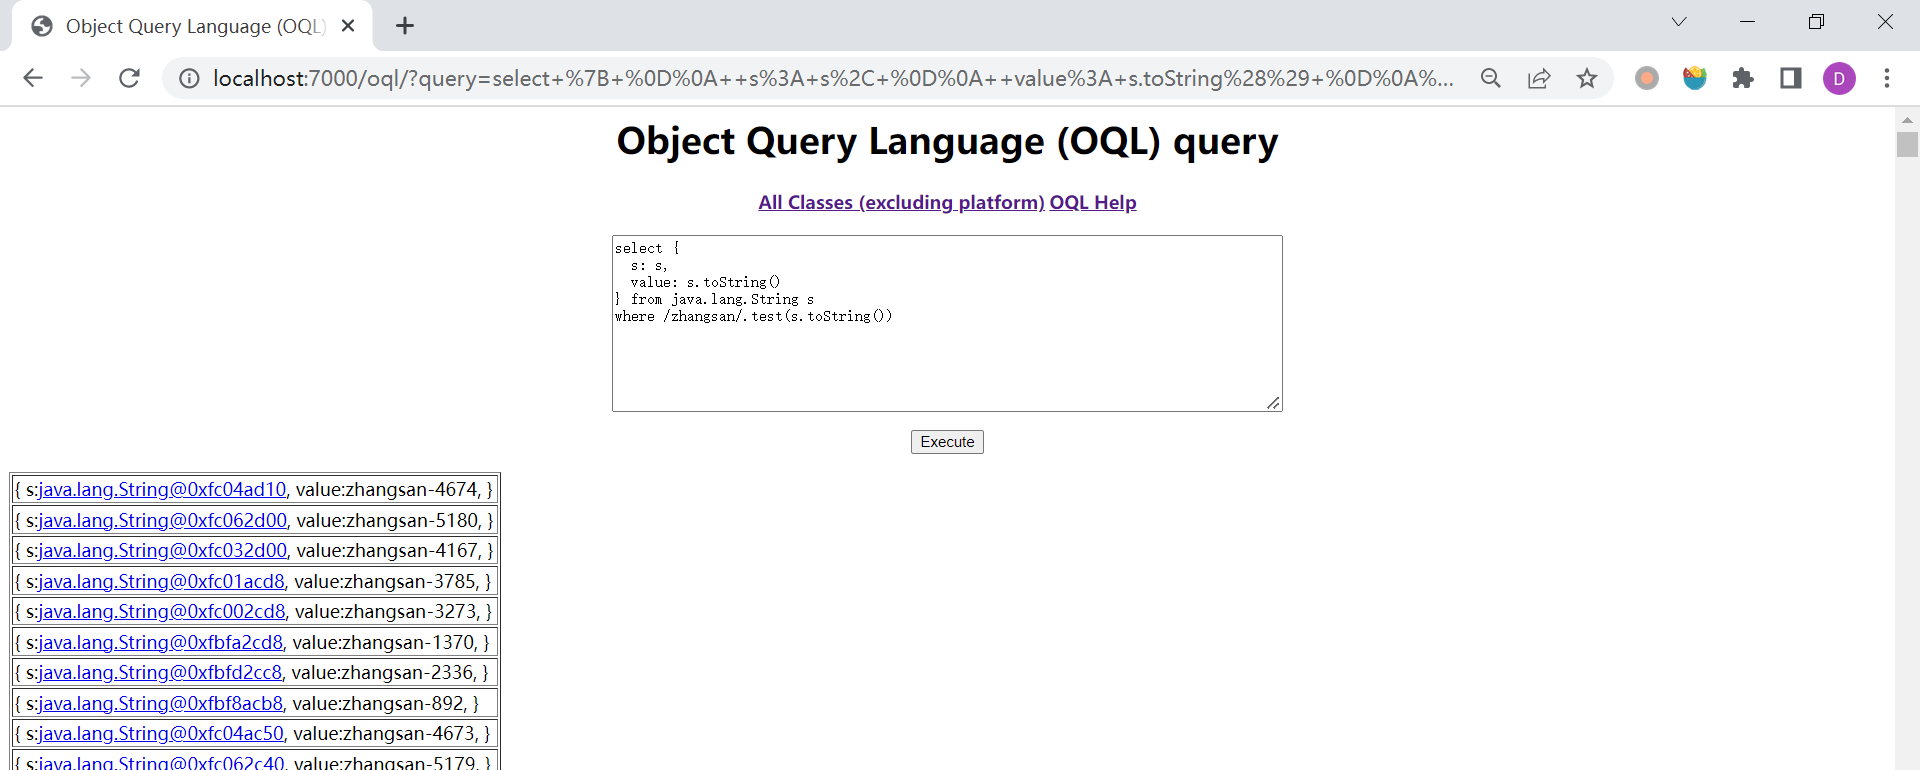 Object Query Language (OQL)
localhost:7000/oql/?query=select+%7B+%0D%0A++s%3A+s%2C+%0D%0A++value%3A+s.toString%28%29+%0D%0A%...
D
Object Query Language (OQL) query
All Classes (excluding platform) OQL Help
select {
  s: s,
  value: s.toString()
} from java.lang.String s
where /zhangsan/.test(s.toString())
Execute
{ s:java.lang.String@0xfc04ad10, value:zhangsan-4674, }
{ s:java.lang.String@0xfc062d00, value:zhangsan-5180, }
{ s:java.lang.String@0xfc032d00, value:zhangsan-4167, }
{ s:java.lang.String@0xfc01acd8, value:zhangsan-3785, }
{ s:java.lang.String@0xfc002cd8, value:zhangsan-3273, }
{ s:java.lang.String@0xfbfa2cd8, value:zhangsan-1370, }
{ s:java.lang.String@0xfbfd2cc8, value:zhangsan-2336, }
{ s:java.lang.String@0xfbf8acb8, value:zhangsan-892, }
{ s:java.lang.String@0xfc04ac50, value:zhangsan-4673, }
{ s:java.lang.String@0xfc062c40, value:zhangsan-5179, }